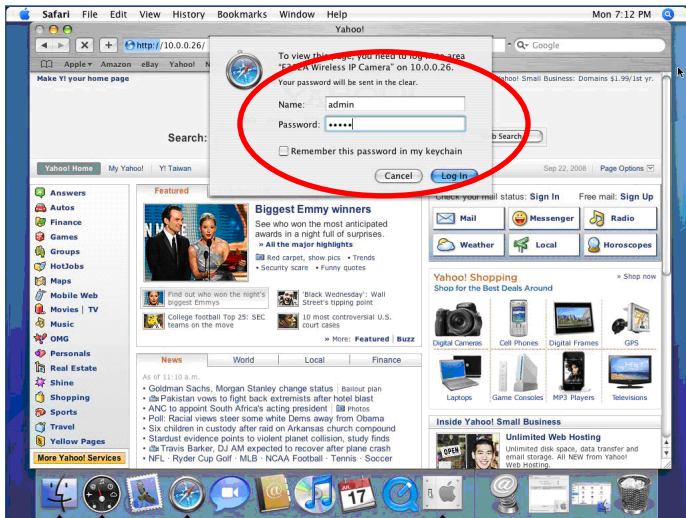 Safari File Edit View History Bookmarks Window Help Mon 7:12 PM
Yahoo!
http://10.0.0.26/
Google
Apple Amazon eBay Yahoo! N
To view this page, you need to log in to area
Wireless IP Camera" on 10.0.0.26.
Your password will be sent in the clear.
Name: admin
Password: •••••
Remember this password in my keychain
Cancel Log In
Make Y! your home page
Yahoo! Small Business: Domains $1.99/1st yr.
Search:
b Search
Yahoo! Home My Yahoo! Y! Taiwan
Sep 22, 2008 Page Options
Answers
Autos
Finance
Games
Groups
HotJobs
Maps
Mobile Web
Movies | TV
Music
OMG
Personals
Real Estate
Shine
Shopping
Sports
Travel
Yellow Pages
More Yahoo! Services
Featured
Biggest Emmy winners
See who won the most anticipated
awards in a night full of surprises.
» All the major highlights
Red carpet, show pics • Trends
• Security scare • Funny quotes
Find out who won the night's
biggest Emmys
'Black Wednesday': Wall
Street's tipping point
College football Top 25: SEC
teams on the move
10 most controversial U.S.
court cases
» More: Featured | Buzz
News World Local Finance
As of 11:10 a.m.
• Goldman Sachs, Morgan Stanley change status | Bailout plan
• Pakistan vows to fight back extremists after hotel blast
• ANC to appoint South Africa's acting president | Photos
• Poll: Racial views steer some white Dems away from Obama
• Six children in custody after raid on Arkansas church compound
• Stardust evidence points to violent planet collision, study finds
• Travis Barker, DJ AM expected to recover after plane crash
• NFL · Ryder Cup Golf · MLB · NCAA Football · Tennis · Soccer
Check your mail status: Sign In Free mail: Sign Up
Mail Messenger Radio
Weather Local Horoscopes
Yahoo! Shopping
» Shop now
Shop for the Best Deals Around
Digital Cameras Cell Phones Digital Frames GPS
Laptops Game Consoles MP3 Players Televisions
Inside Yahoo! Small Business
OPEN
Unlimited Web Hosting
Unlimited disk space, data transfer and
email storage. All NEW from Yahoo!
Web Hosting.
17